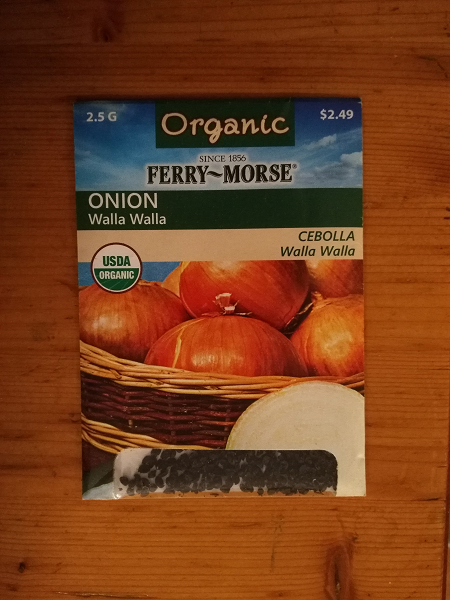 2.5 G
Organic
$2.49
SINCE 1856
FERRY~MORSE®
ONION
Walla Walla
CEBOLLA
Walla Walla
USDA
ORGANIC